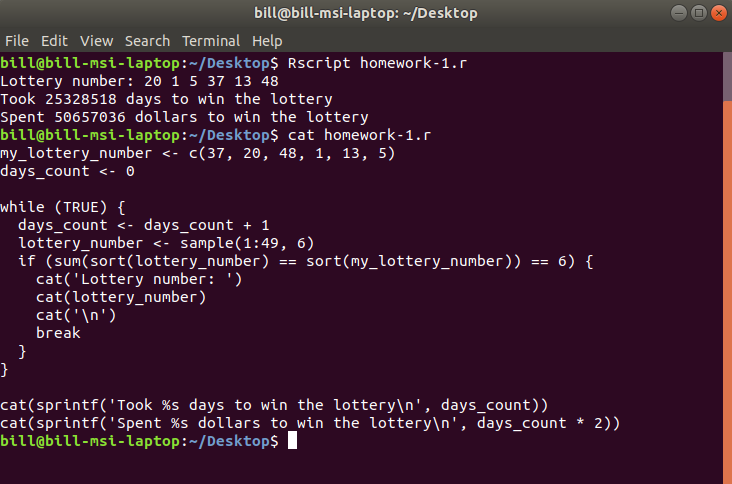 bill@bill-msi-laptop: ~/Desktop
File Edit View Search Terminal Help
bill@bill-msi-laptop:~/Desktop$ Rscript homework-1.r
Lottery number: 20 1 5 37 13 48
Took 25328518 days to win the lottery
Spent 50657036 dollars to win the lottery
bill@bill-msi-laptop:~/Desktop$ cat homework-1.r
my_lottery_number <- c(37, 20, 48, 1, 13, 5)
days_count <- 0

while (TRUE) {
  days_count <- days_count + 1
  lottery_number <- sample(1:49, 6)
  if (sum(sort(lottery_number) == sort(my_lottery_number)) == 6) {
    cat('Lottery number: ')
    cat(lottery_number)
    cat('\n')
    break
  }
}

cat(sprintf('Took %s days to win the lottery\n', days_count))
cat(sprintf('Spent %s dollars to win the lottery\n', days_count * 2))
bill@bill-msi-laptop:~/Desktop$